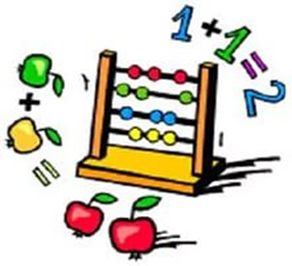 1+1=2
+
=